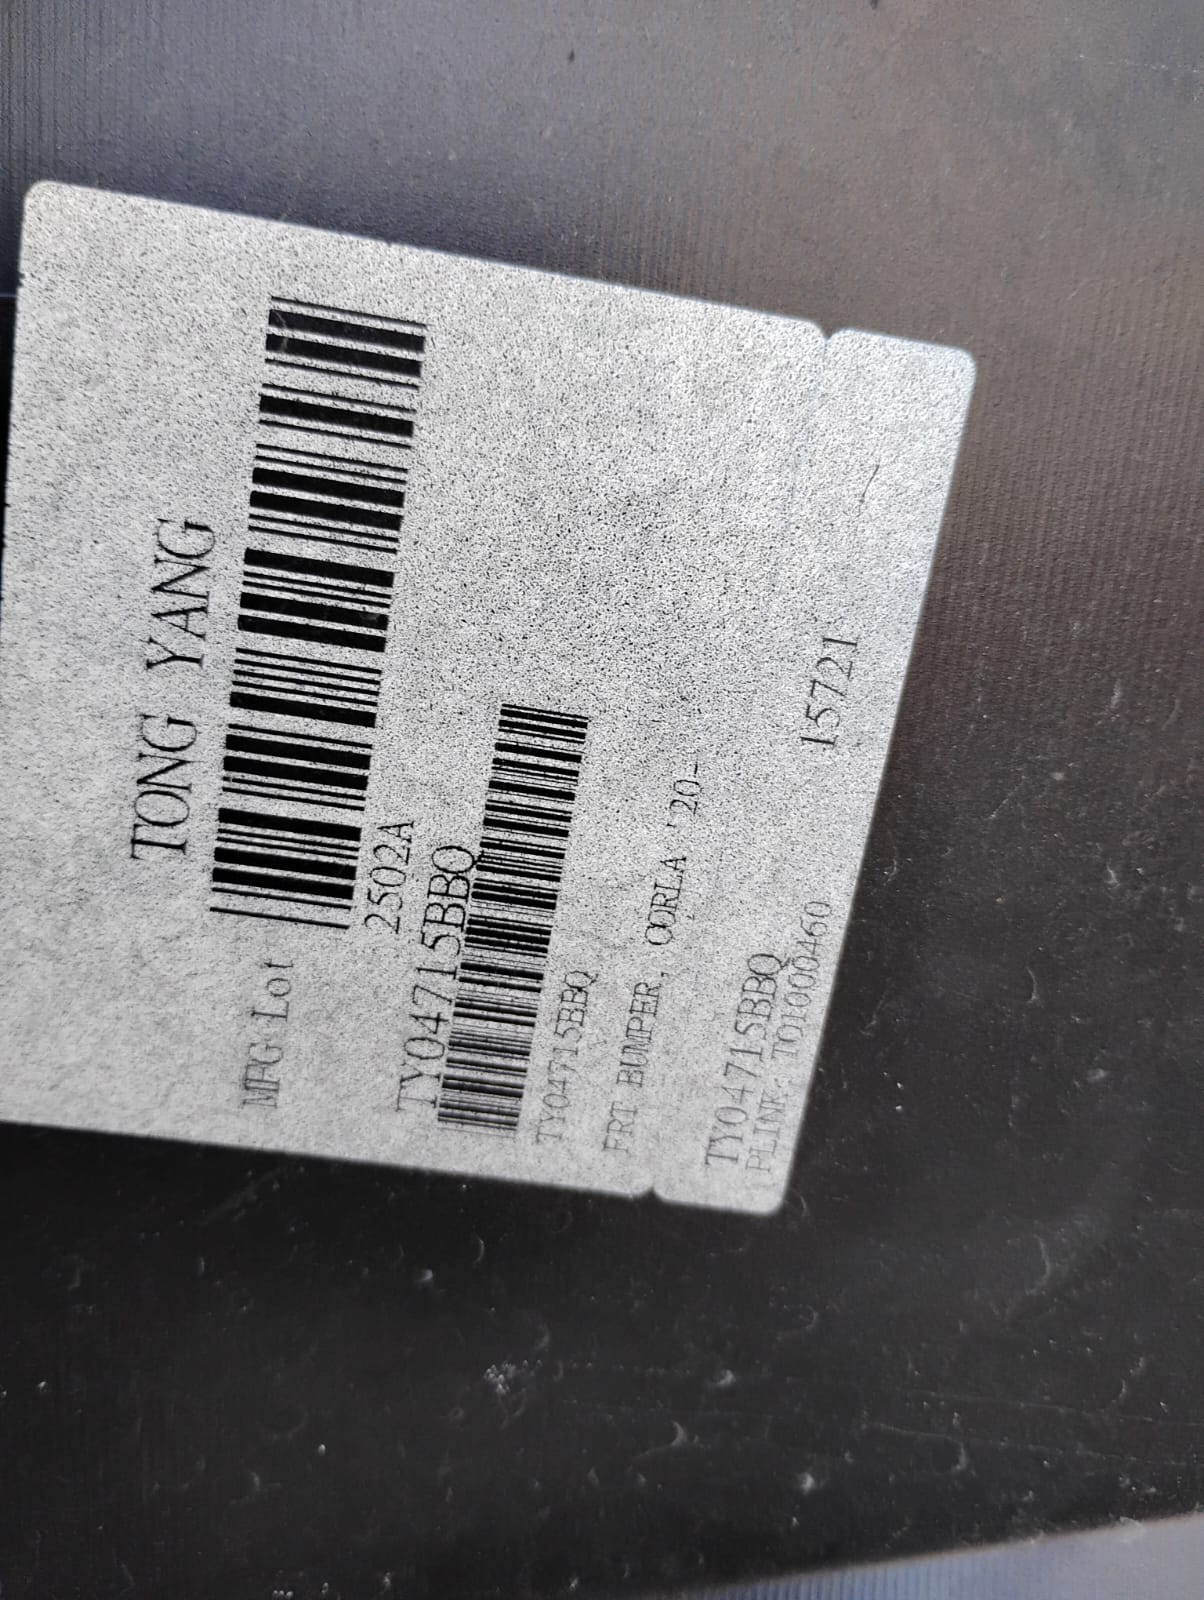 TONG YANG
MFG Lot
2502A
TY04715BBQ
TY04715BBQ
FRT BUMPER, CORLA '20-
TY04715BBQ
PLINK: TO1000460
15721